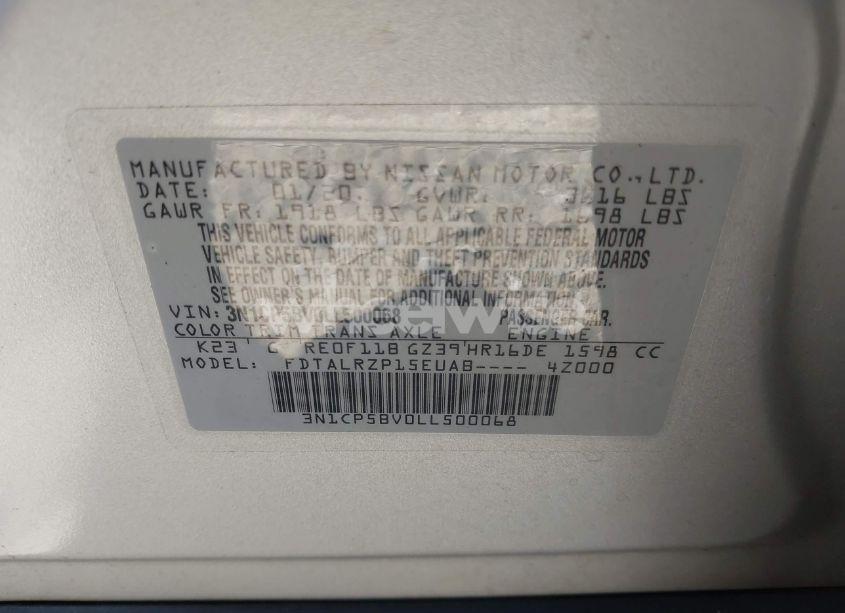 MANUFACTURED BY NISSAN MOTOR CO., LTD.
DATE: 01/20 GVWR: 3616 LBS
GAWR FR: 1918 LBS GAWR RR: 1698 LBS
THIS VEHICLE CONFORMS TO ALL APPLICABLE FEDERAL MOTOR
VEHICLE SAFETY, BUMPER AND THEFT PREVENTION STANDARDS
IN EFFECT ON THE DATE OF MANUFACTURE SHOWN ABOVE.
SEE OWNER'S MANUAL FOR ADDITIONAL INFORMATION.
VIN: 3N1CP5BV0LL500068 PASSENGER CAR.
COLOR TRIM TRANS AXLE ENGINE
K23 G RE0F11B GZ39 HR16DE 1598 CC
MODEL: FDTALRZP15EUAB---- 4Z000
3N1CP5BV0LL500068